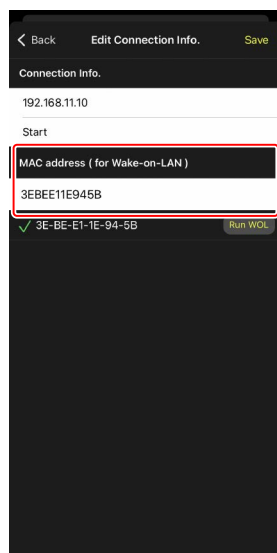 Back Edit Connection Info. Save
Connection Info.
192.168.11.10
Start
MAC address ( for Wake-on-LAN )
3EBEE11E945B
3E-BE-E1-1E-94-5B Run WOL